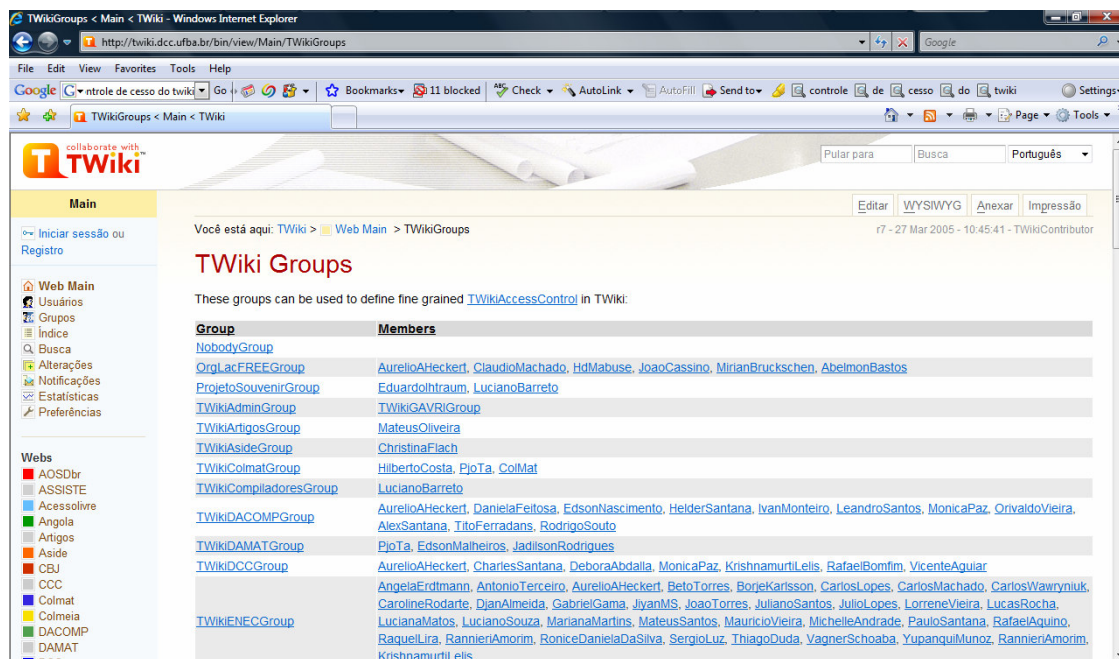 TWikiGroups < Main < TWiki - Windows Internet Explorer
http://twiki.dcc.ufba.br/bin/view/Main/TWikiGroups
Google
File Edit View Favorites Tools Help
Google G ntrole de cesso do twiki Go Bookmarks 11 blocked ABC Check AutoLink AutoFill Send to controle de cesso do twiki Settings
TWikiGroups < Main < TWiki
Page Tools
collaborate with
TWiki TM
Pular para Busca Português
Main
Editar WYSIWYG Anexar Impressão
Iniciar sessão ou
Registro
Você está aqui: TWiki > Web Main > TWikiGroups
r7 - 27 Mar 2005 - 10:45:41 - TWikiContributor
TWiki Groups
These groups can be used to define fine grained TWikiAccessControl in TWiki:
Web Main
Usuários
Grupos
Índice
Busca
Alterações
Notificações
Estatísticas
Preferências
Webs
AOSDbr
ASSISTE
Acessolivre
Angola
Artigos
Aside
CBJ
CCC
Colmat
Colmeia
DACOMP
DAMAT
Group Members
NobodyGroup
OrgLacFREEGroup AurelioAHeckert, ClaudioMachado, HdMabuse, JoaoCassino, MirianBruckschen, AbelmonBastos
ProjetoSouvenirGroup EduardoIhtraum, LucianoBarreto
TWikiAdminGroup TWikiGAVRIGroup
TWikiArtigosGroup MateusOliveira
TWikiAsideGroup ChristinaFlach
TWikiColmatGroup HilbertoCosta, PjoTa, ColMat
TWikiCompiladoresGroup LucianoBarreto
TWikiDACOMPGroup AurelioAHeckert, DanielaFeitosa, EdsonNascimento, HelderSantana, IvanMonteiro, LeandroSantos, MonicaPaz, OrivaldoVieira,
AlexSantana, TitoFerradans, RodrigoSouto
TWikiDAMATGroup PjoTa, EdsonMalheiros, JadilsonRodrigues
TWikiDCCGroup AurelioAHeckert, CharlesSantana, DeboraAbdalla, MonicaPaz, KrishnamurtiLelis, RafaelBomfim, VicenteAguiar
TWikiENECGroup AngelaErdtmann, AntonioTerceiro, AurelioAHeckert, BetoTorres, BorjeKarlsson, CarlosLopes, CarlosMachado, CarlosWawryniuk,
CarolineRodarte, DjanAlmeida, GabrielGama, JiyanMS, JoaoTorres, JulianoSantos, JulioLopes, LorreneVieira, LucasRocha,
LucianaMatos, LucianoSouza, MarianaMartins, MateusSantos, MauricioVieira, MichelleAndrade, PauloSantana, RafaelAquino,
RaquelLira, RannieriAmorim, RoniceDanielaDaSilva, SergioLuz, ThiagoDuda, VagnerSchoaba, YupanquiMunoz, RannieriAmorim,
KrishnamurtiLelis